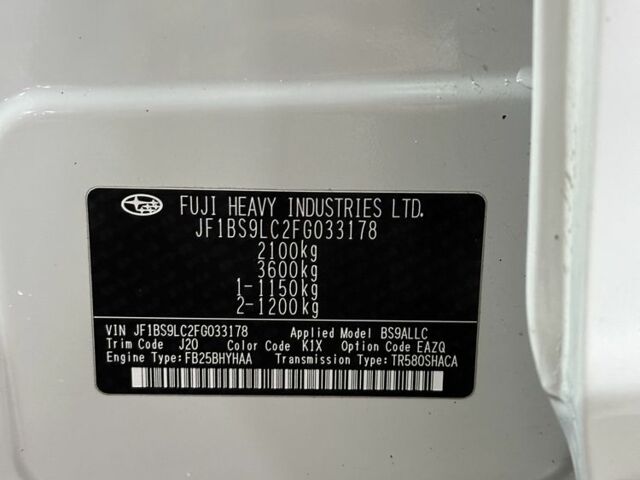 FUJI HEAVY INDUSTRIES LTD.
JF1BS9LC2FG033178
2100kg
3600kg
1-1150kg
2-1200kg
VIN JF1BS9LC2FG033178 Applied Model BS9ALLC
Trim Code J20 Color Code K1X Option Code EAZQ
Engine Type:FB25BHYHAA Transmission Type:TR580SHACA